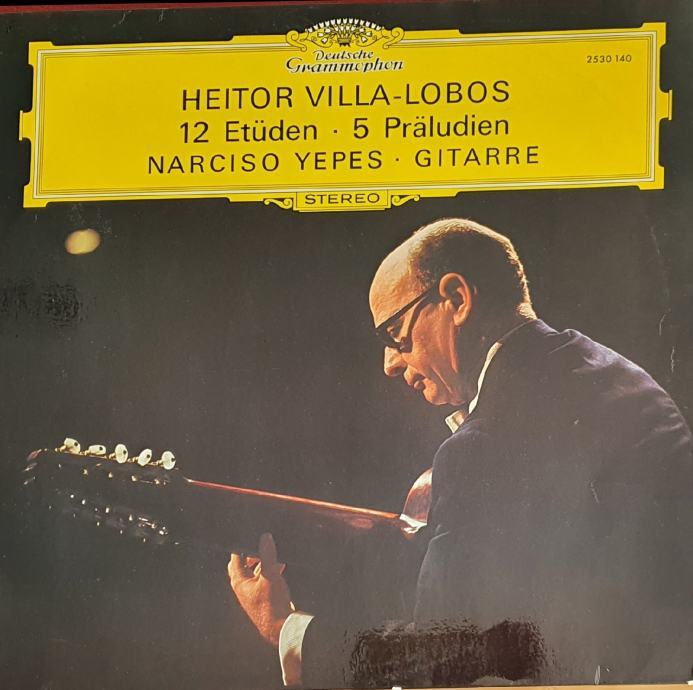 Deutsche
Grammophon
2530 140
HEITOR VILLA-LOBOS
12 Etüden · 5 Präludien
NARCISO YEPES · GITARRE
STEREO